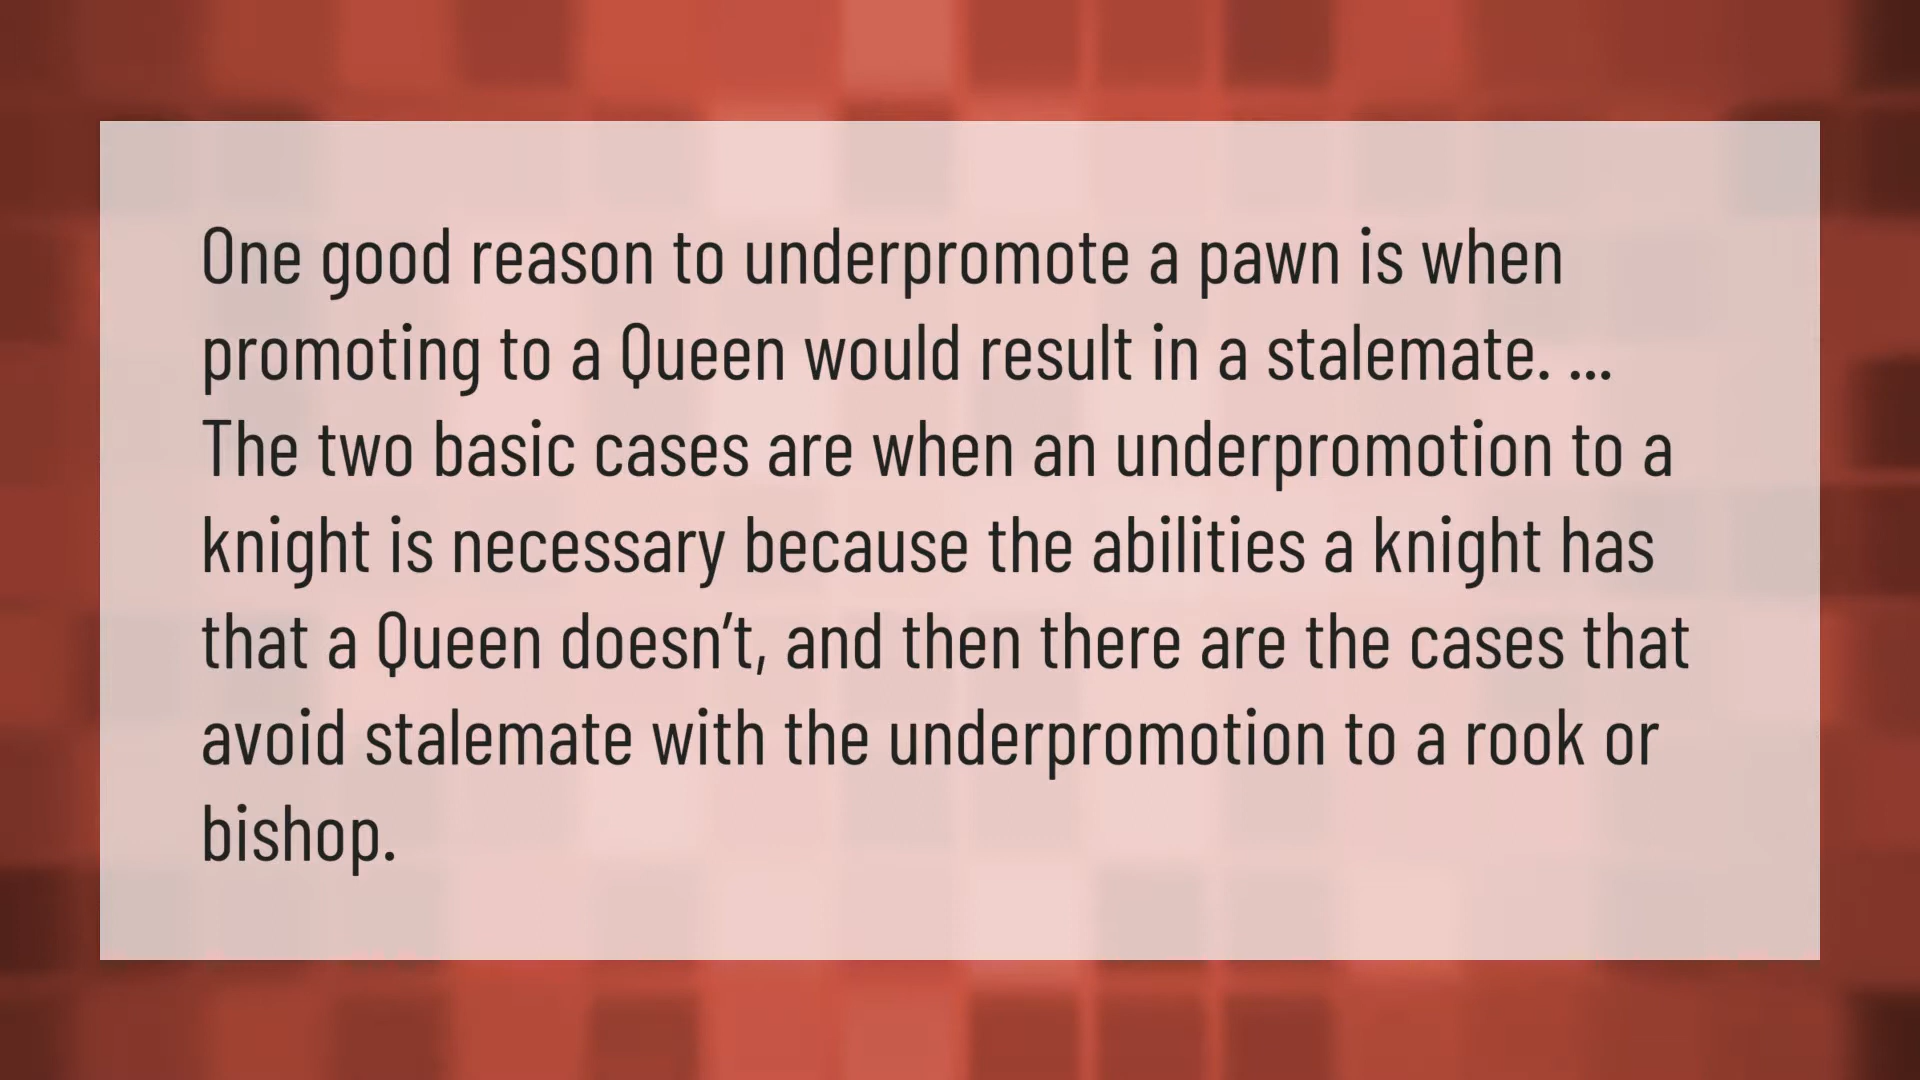 One good reason to underpromote a pawn is when
promoting to a Queen would result in a stalemate. ...
The two basic cases are when an underpromotion to a
knight is necessary because the abilities a knight has
that a Queen doesn’t, and then there are the cases that
avoid stalemate with the underpromotion to a rook or
bishop.